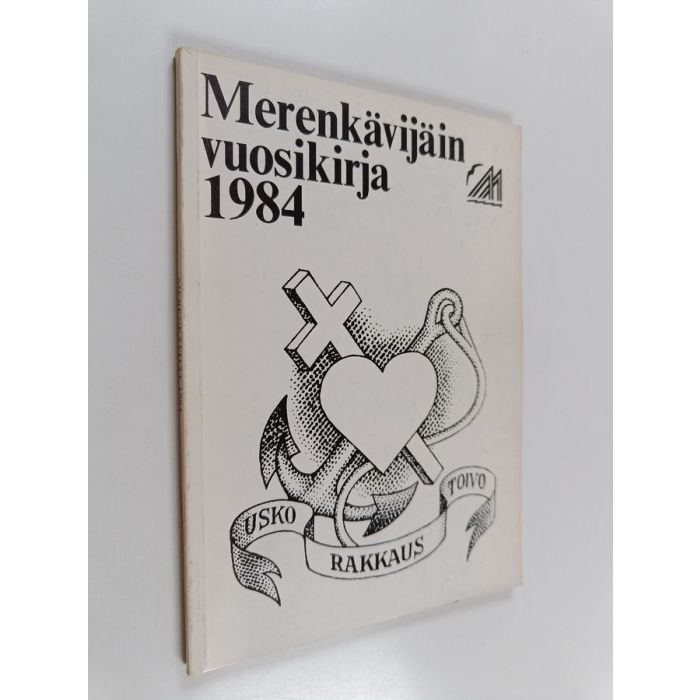 Merenkävijäin
vuosikirja
1984
USKO
RAKKAUS
TOIVO